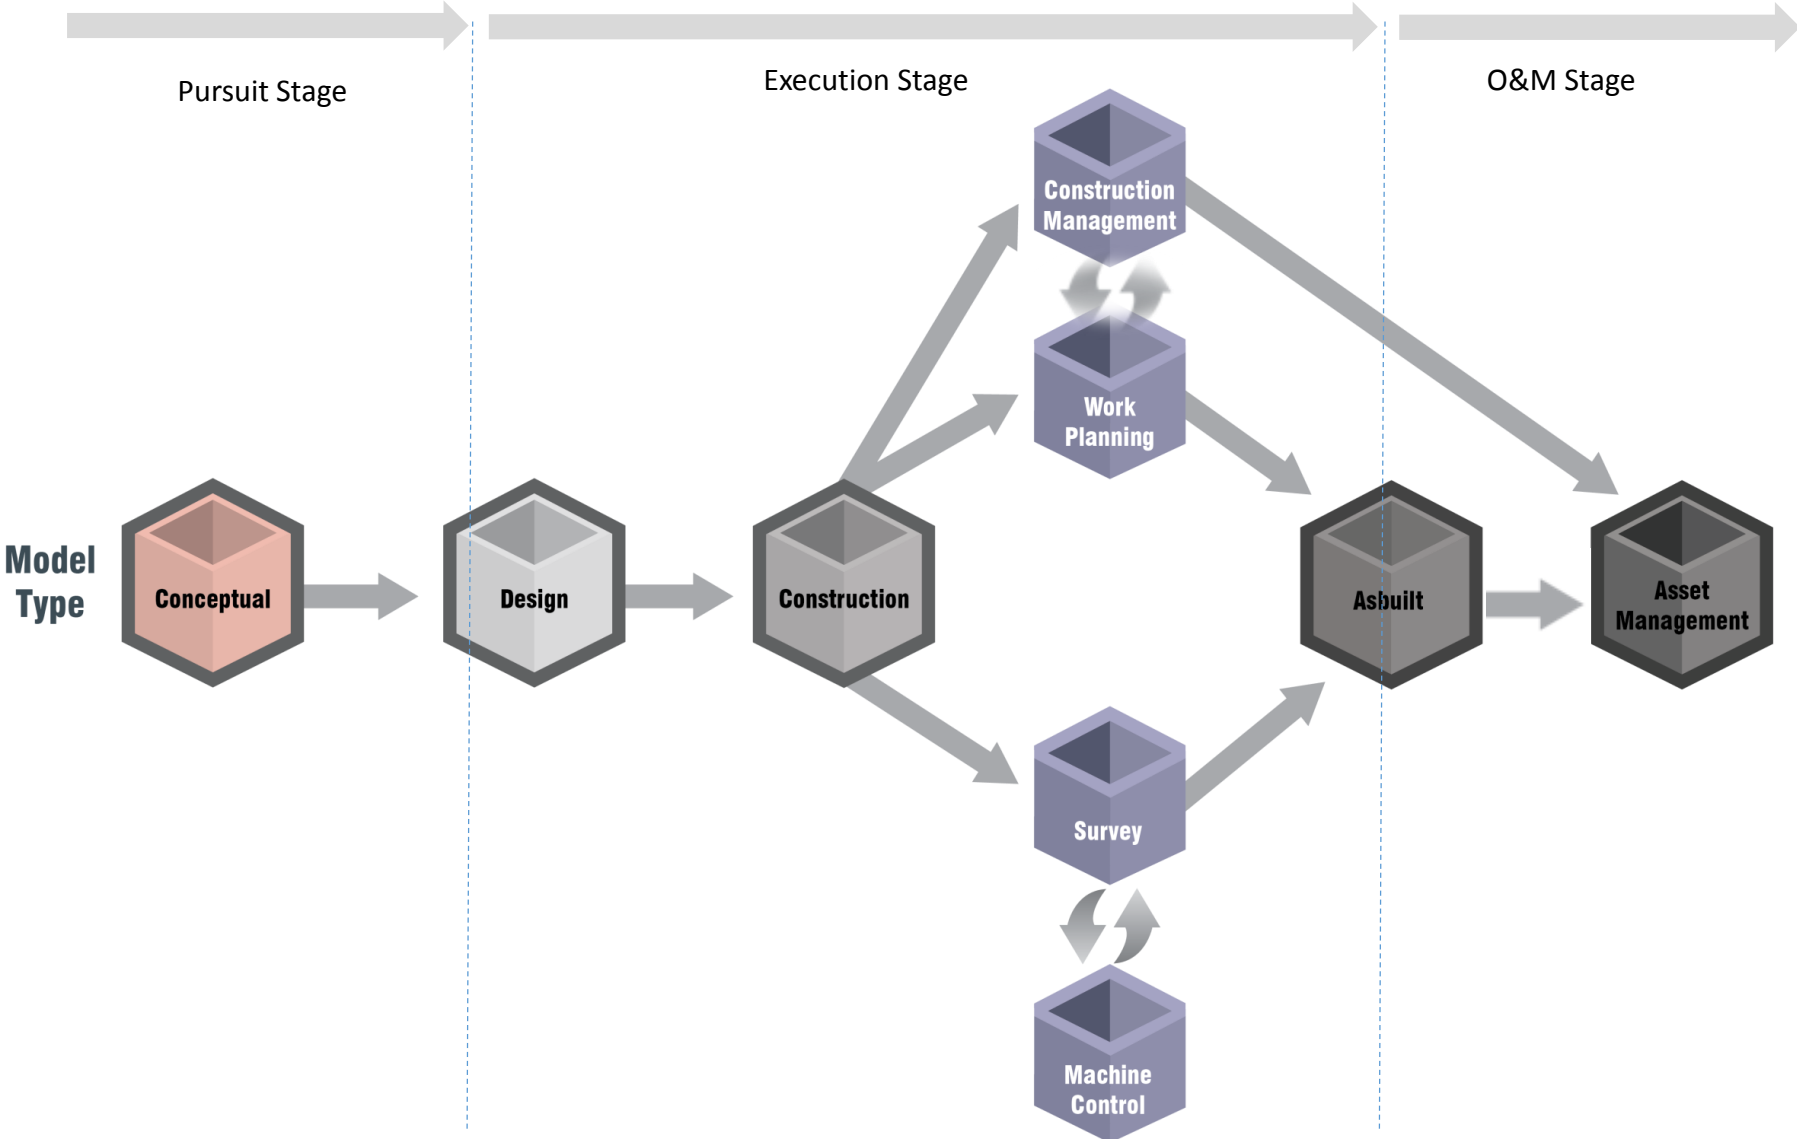 Pursuit Stage
Execution Stage
O&M Stage
Construction
Management
Work
Planning
Model
Type
Conceptual
Design
Construction
Asbuilt
Asset
Management
Survey
Machine
Control